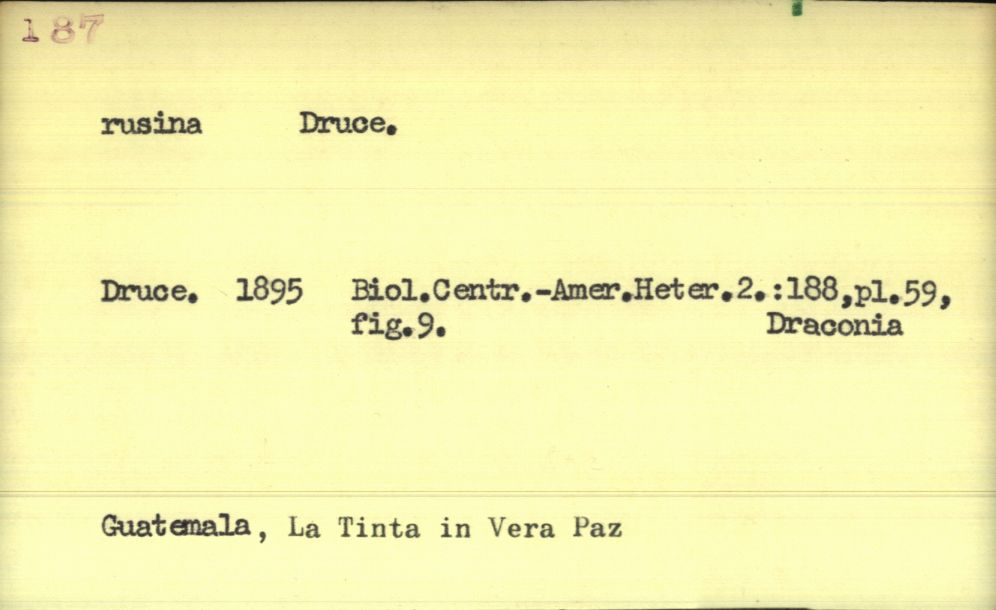 187
rusina Druce.
Druce. 1895 Biol.Centr.-Amer.Heter.2.:188,pl.59,
fig.9. Draconia
Guatemala, La Tinta in Vera Paz